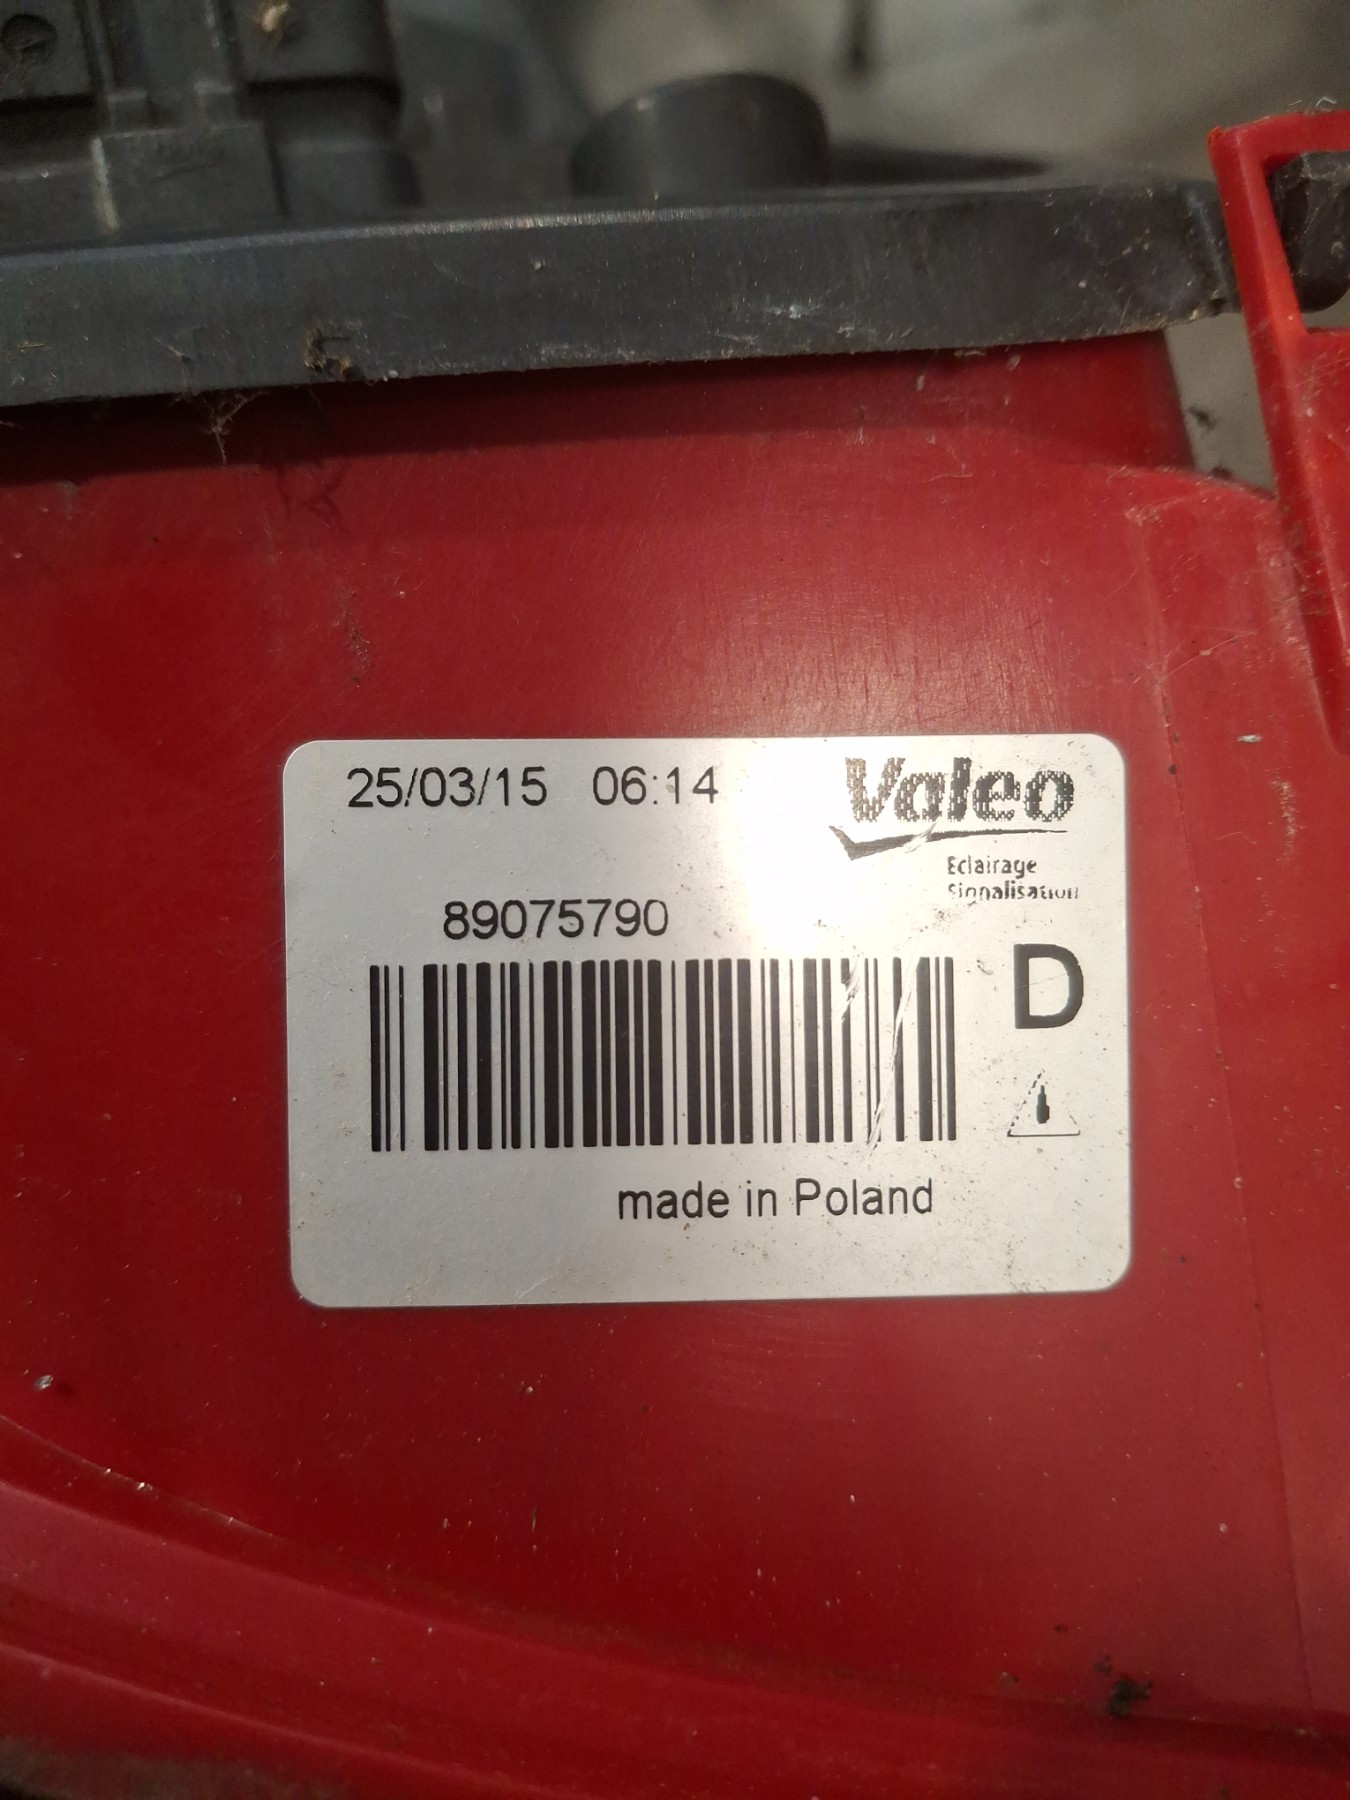 25/03/15 06:14
Valeo
Eclairage
Signalisation
89075790
D
made in Poland